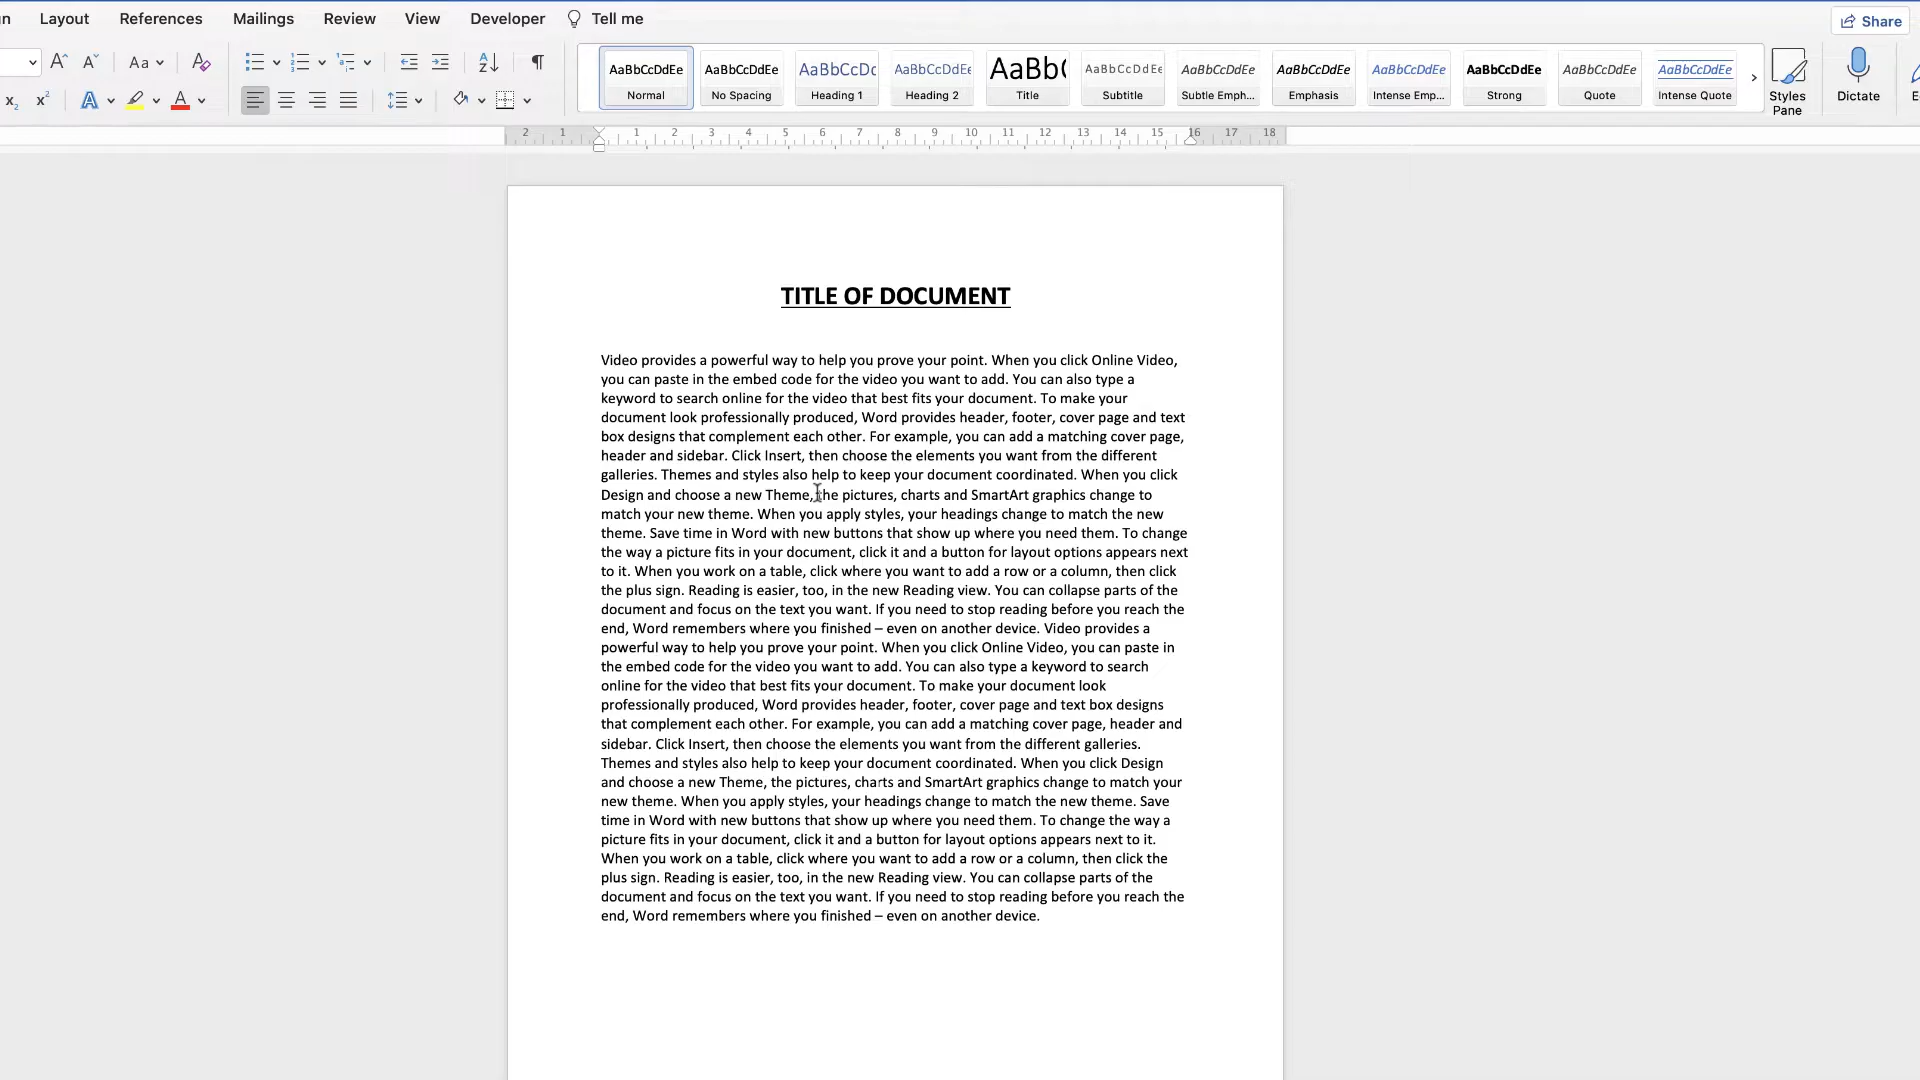 Layout References Mailings Review View Developer Tell me Share
Aa
AaBbCcDdEe AaBbCcDdEe AaBbCcDc AaBbCcDdEe AaBb( AaBbCcDdEe AaBbCcDdEe AaBbCcDdEe AaBbCcDdEe AaBbCcDdEe AaBbCcDdEe AaBbCcDdEe
Normal No Spacing Heading 1 Heading 2 Title Subtitle Subtle Emph... Emphasis Intense Emp... Strong Quote Intense Quote
Styles Pane Dictate
2 1 1 2 3 4 5 6 7 8 9 10 11 12 13 14 15 16 17 18
TITLE OF DOCUMENT
Video provides a powerful way to help you prove your point. When you click Online Video,
you can paste in the embed code for the video you want to add. You can also type a
keyword to search online for the video that best fits your document. To make your
document look professionally produced, Word provides header, footer, cover page and text
box designs that complement each other. For example, you can add a matching cover page,
header and sidebar. Click Insert, then choose the elements you want from the different
galleries. Themes and styles also help to keep your document coordinated. When you click
Design and choose a new Theme, the pictures, charts and SmartArt graphics change to
match your new theme. When you apply styles, your headings change to match the new
theme. Save time in Word with new buttons that show up where you need them. To change
the way a picture fits in your document, click it and a button for layout options appears next
to it. When you work on a table, click where you want to add a row or a column, then click
the plus sign. Reading is easier, too, in the new Reading view. You can collapse parts of the
document and focus on the text you want. If you need to stop reading before you reach the
end, Word remembers where you finished – even on another device. Video provides a
powerful way to help you prove your point. When you click Online Video, you can paste in
the embed code for the video you want to add. You can also type a keyword to search
online for the video that best fits your document. To make your document look
professionally produced, Word provides header, footer, cover page and text box designs
that complement each other. For example, you can add a matching cover page, header and
sidebar. Click Insert, then choose the elements you want from the different galleries.
Themes and styles also help to keep your document coordinated. When you click Design
and choose a new Theme, the pictures, charts and SmartArt graphics change to match your
new theme. When you apply styles, your headings change to match the new theme. Save
time in Word with new buttons that show up where you need them. To change the way a
picture fits in your document, click it and a button for layout options appears next to it.
When you work on a table, click where you want to add a row or a column, then click the
plus sign. Reading is easier, too, in the new Reading view. You can collapse parts of the
document and focus on the text you want. If you need to stop reading before you reach the
end, Word remembers where you finished – even on another device.